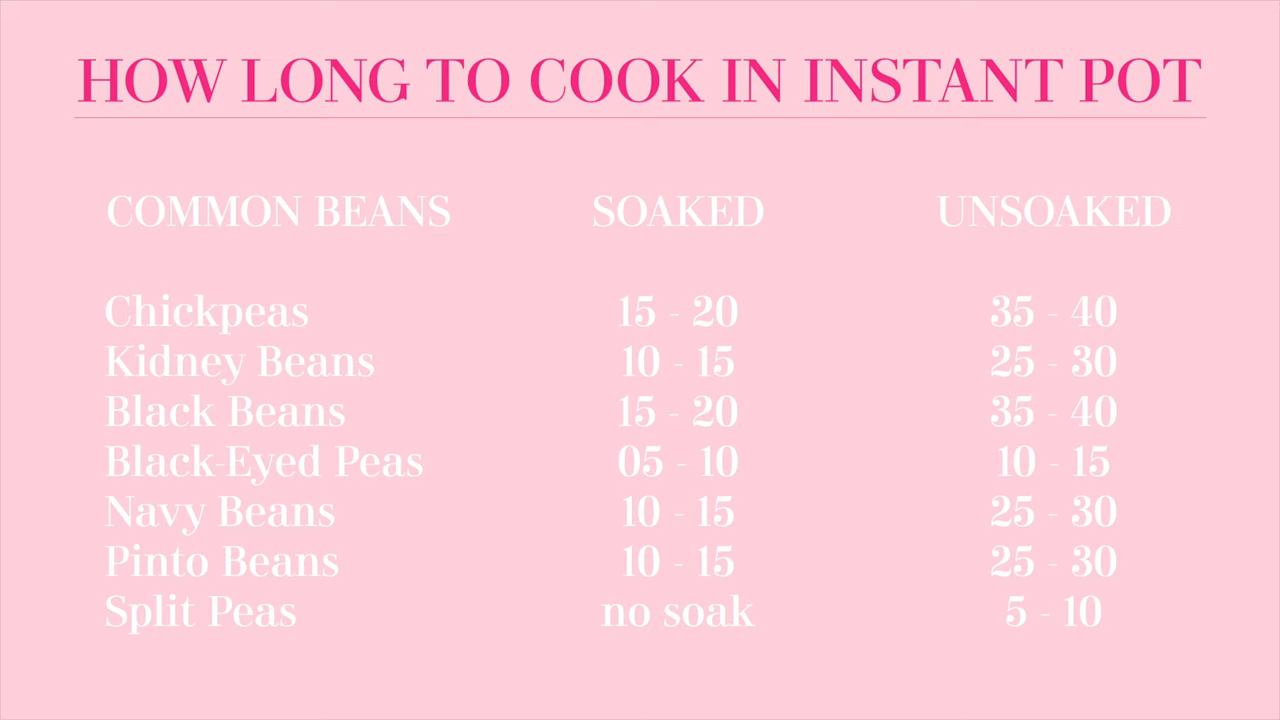 HOW LONG TO COOK IN INSTANT POT
COMMON BEANS SOAKED UNSOAKED
Chickpeas 15 - 20 35 - 40
Kidney Beans 10 - 15 25 - 30
Black Beans 15 - 20 35 - 40
Black-Eyed Peas 05 - 10 10 - 15
Navy Beans 10 - 15 25 - 30
Pinto Beans 10 - 15 25 - 30
Split Peas no soak 5 - 10